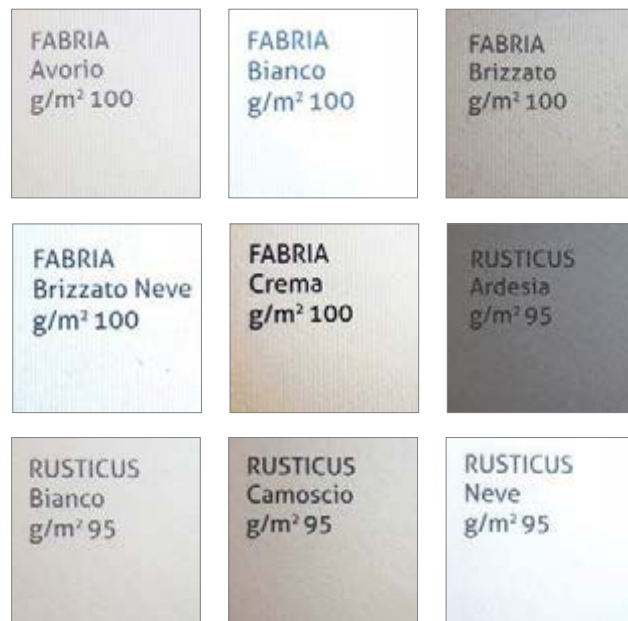 FABRIA
Avorio
g/m² 100
FABRIA
Bianco
g/m² 100
FABRIA
Brizzato
g/m² 100
FABRIA
Brizzato Neve
g/m² 100
FABRIA
Crema
g/m² 100
RUSTICUS
Ardesia
g/m² 95
RUSTICUS
Bianco
g/m² 95
RUSTICUS
Camoscio
g/m² 95
RUSTICUS
Neve
g/m² 95